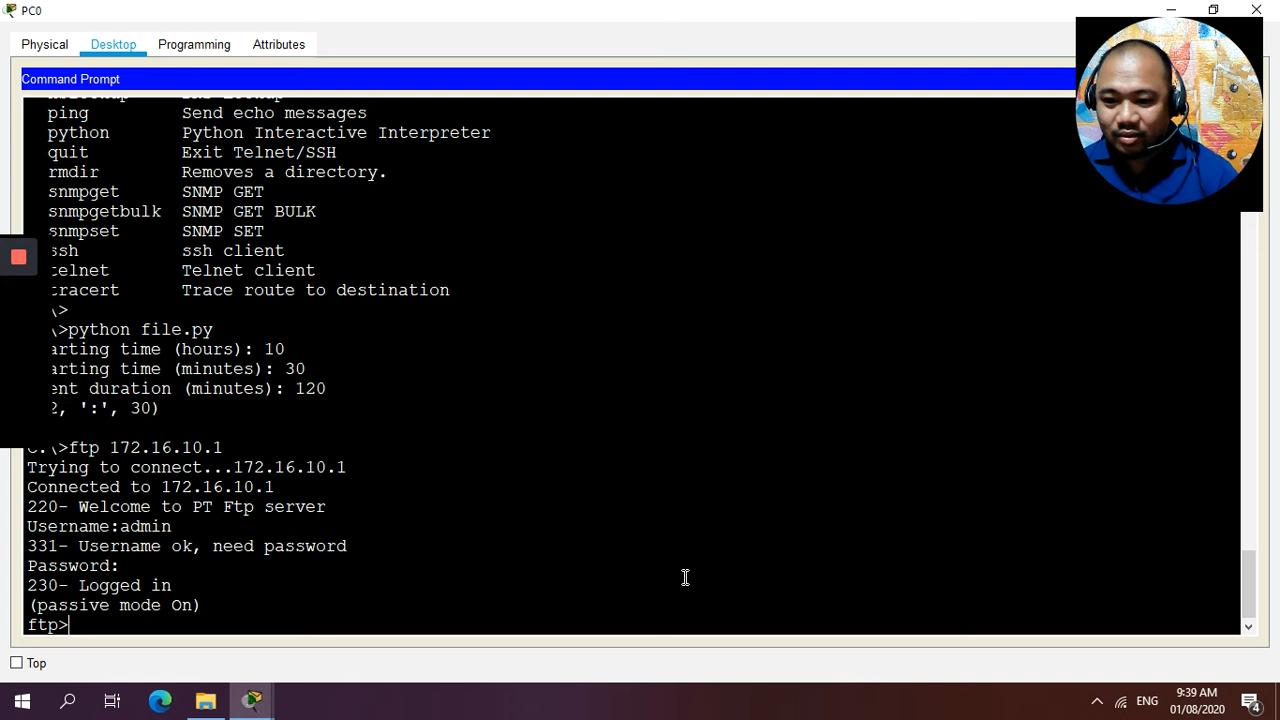 PC0
Physical Desktop Programming Attributes
Command Prompt
ping Send echo messages
python Python Interactive Interpreter
quit Exit Telnet/SSH
rmdir Removes a directory.
snmpget SNMP GET
snmpgetbulk SNMP GET BULK
snmpset SNMP SET
ssh ssh client
telnet Telnet client
tracert Trace route to destination
\>
\>python file.py
arting time (hours): 10
arting time (minutes): 30
ent duration (minutes): 120
2, ':', 30)
C:\>ftp 172.16.10.1
Trying to connect...172.16.10.1
Connected to 172.16.10.1
220- Welcome to PT Ftp server
Username:admin
331- Username ok, need password
Password:
230- Logged in
(passive mode On)
ftp>
Top
ENG
9:39 AM
01/08/2020
4